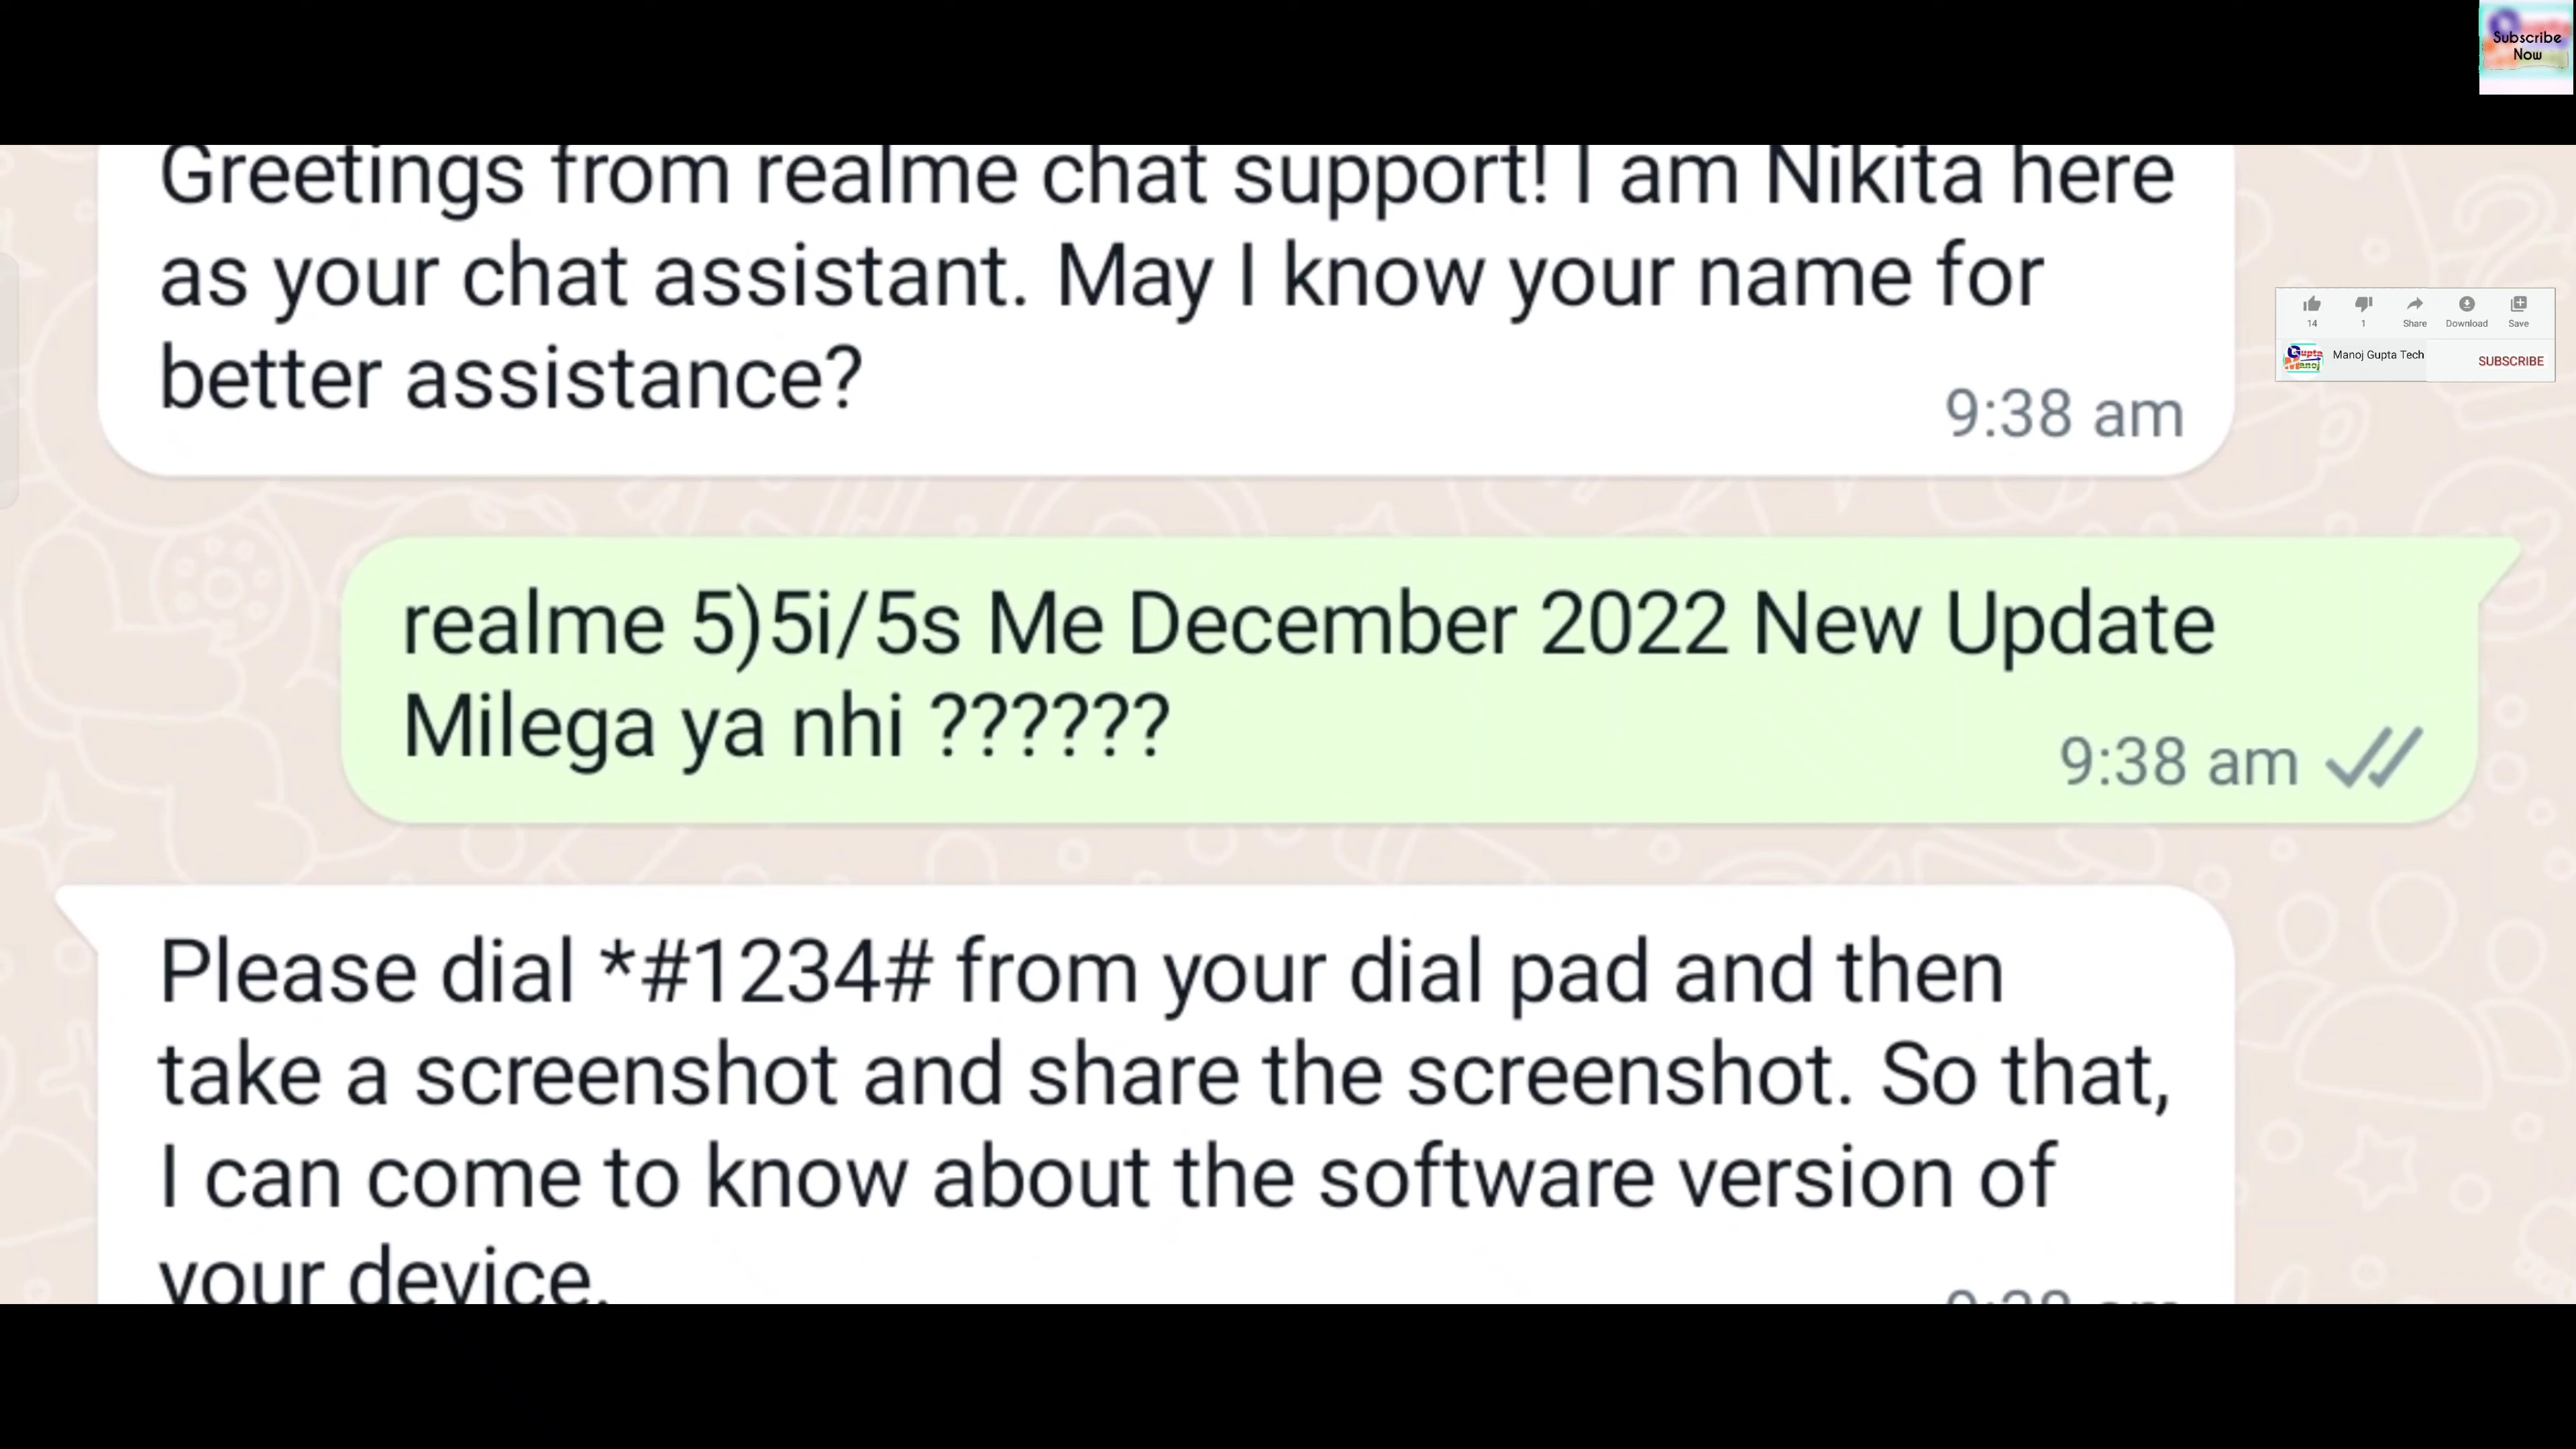 Subscribe
Now
Greetings from realme chat support! I am Nikita here
as your chat assistant. May I know your name for
better assistance?
9:38 am
14
1
Share
Download
Save
Gupta
Manoj
Manoj Gupta Tech
SUBSCRIBE
realme 5)5i/5s Me December 2022 New Update
Milega ya nhi ??????
9:38 am
Please dial *#1234# from your dial pad and then
take a screenshot and share the screenshot. So that,
I can come to know about the software version of
your device.